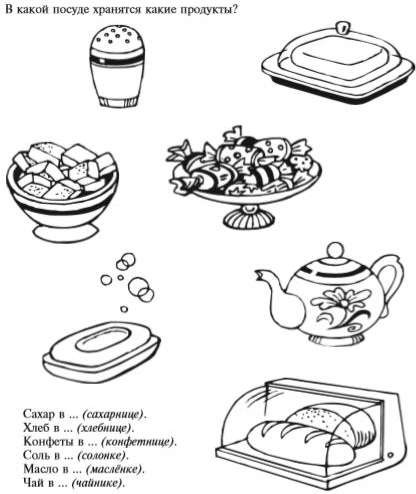 В какой посуде хранятся какие продукты?
Сахар в ... (сахарнице).
Хлеб в ... (хлебнице).
Конфеты в ... (конфетнице).
Соль в ... (солонке).
Масло в ... (маслёнке).
Чай в ... (чайнике).